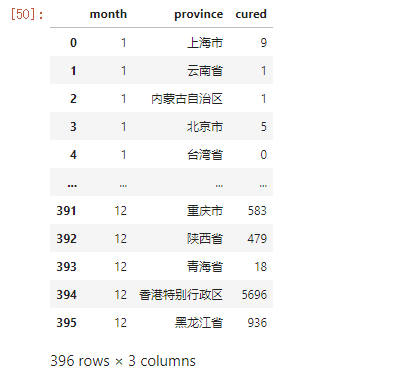 [50]:
month province cured
0 1 上海市 9
1 1 云南省 1
2 1 内蒙古自治区 1
3 1 北京市 5
4 1 台湾省 0
... ... ... ...
391 12 重庆市 583
392 12 陕西省 479
393 12 青海省 18
394 12 香港特别行政区 5696
395 12 黑龙江省 936
396 rows × 3 columns